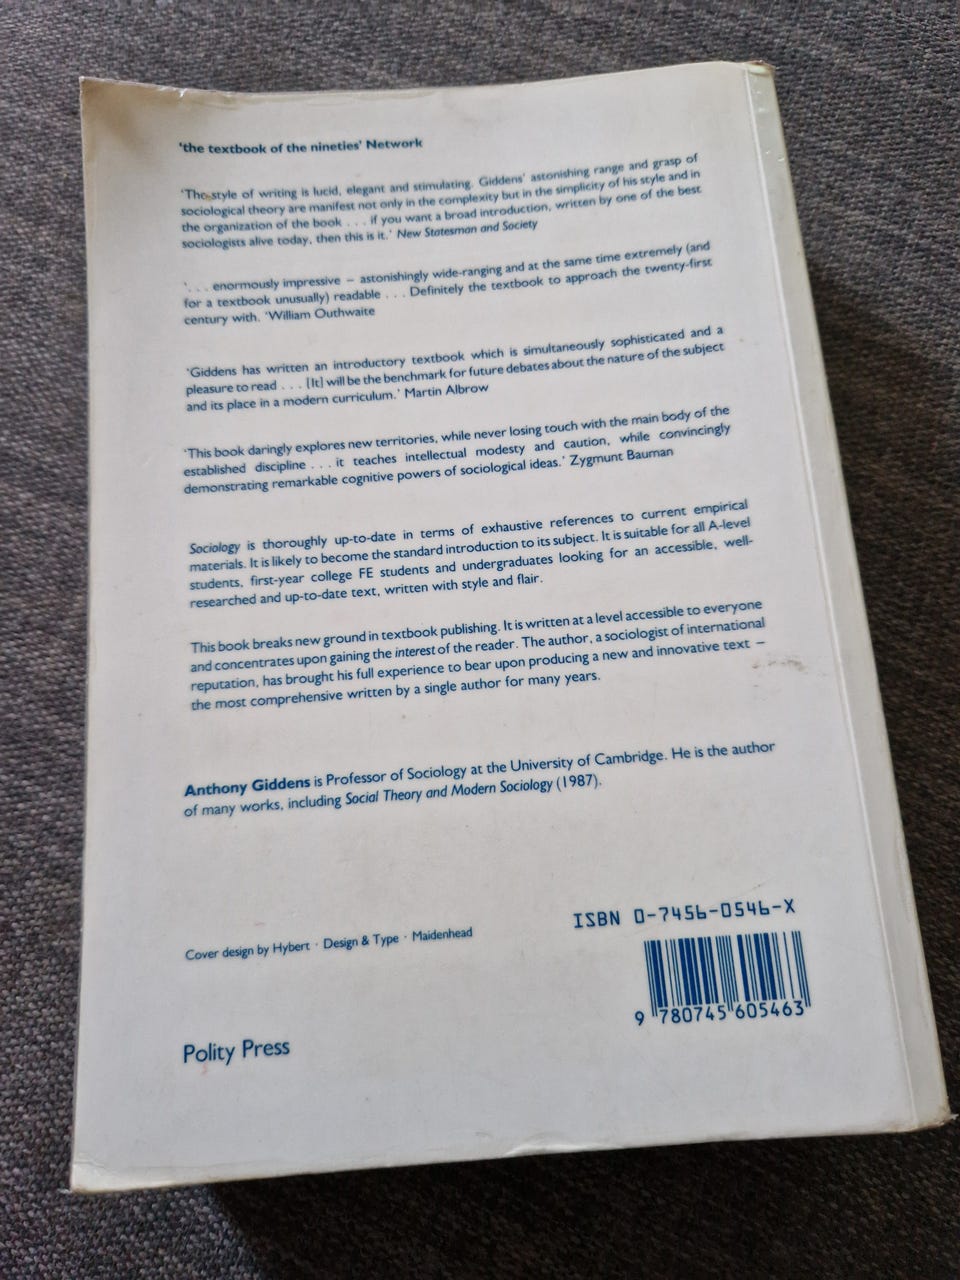 'the textbook of the nineties' Network
'The style of writing is lucid, elegant and stimulating. Giddens' astonishing range and grasp of
sociological theory are manifest not only in the complexity but in the simplicity of his style and in
the organization of the book . . . if you want a broad introduction, written by one of the best
sociologists alive today, then this is it.' New Statesman and Society
'. . . enormously impressive – astonishingly wide-ranging and at the same time extremely (and
for a textbook unusually) readable . . . Definitely the textbook to approach the twenty-first
century with. 'William Outhwaite
'Giddens has written an introductory textbook which is simultaneously sophisticated and a
pleasure to read . . . [It] will be the benchmark for future debates about the nature of the subject
and its place in a modern curriculum.' Martin Albrow
'This book daringly explores new territories, while never losing touch with the main body of the
established discipline . . . it teaches intellectual modesty and caution, while convincingly
demonstrating remarkable cognitive powers of sociological ideas.' Zygmunt Bauman
Sociology is thoroughly up-to-date in terms of exhaustive references to current empirical
materials. It is likely to become the standard introduction to its subject. It is suitable for all A-level
students, first-year college FE students and undergraduates looking for an accessible, well-
researched and up-to-date text, written with style and flair.
This book breaks new ground in textbook publishing. It is written at a level accessible to everyone
and concentrates upon gaining the interest of the reader. The author, a sociologist of international
reputation, has brought his full experience to bear upon producing a new and innovative text –
the most comprehensive written by a single author for many years.
Anthony Giddens is Professor of Sociology at the University of Cambridge. He is the author
of many works, including Social Theory and Modern Sociology (1987).
ISBN 0-7456-0546-X
Cover design by Hybert · Design & Type · Maidenhead
9 780745 605463
Polity Press